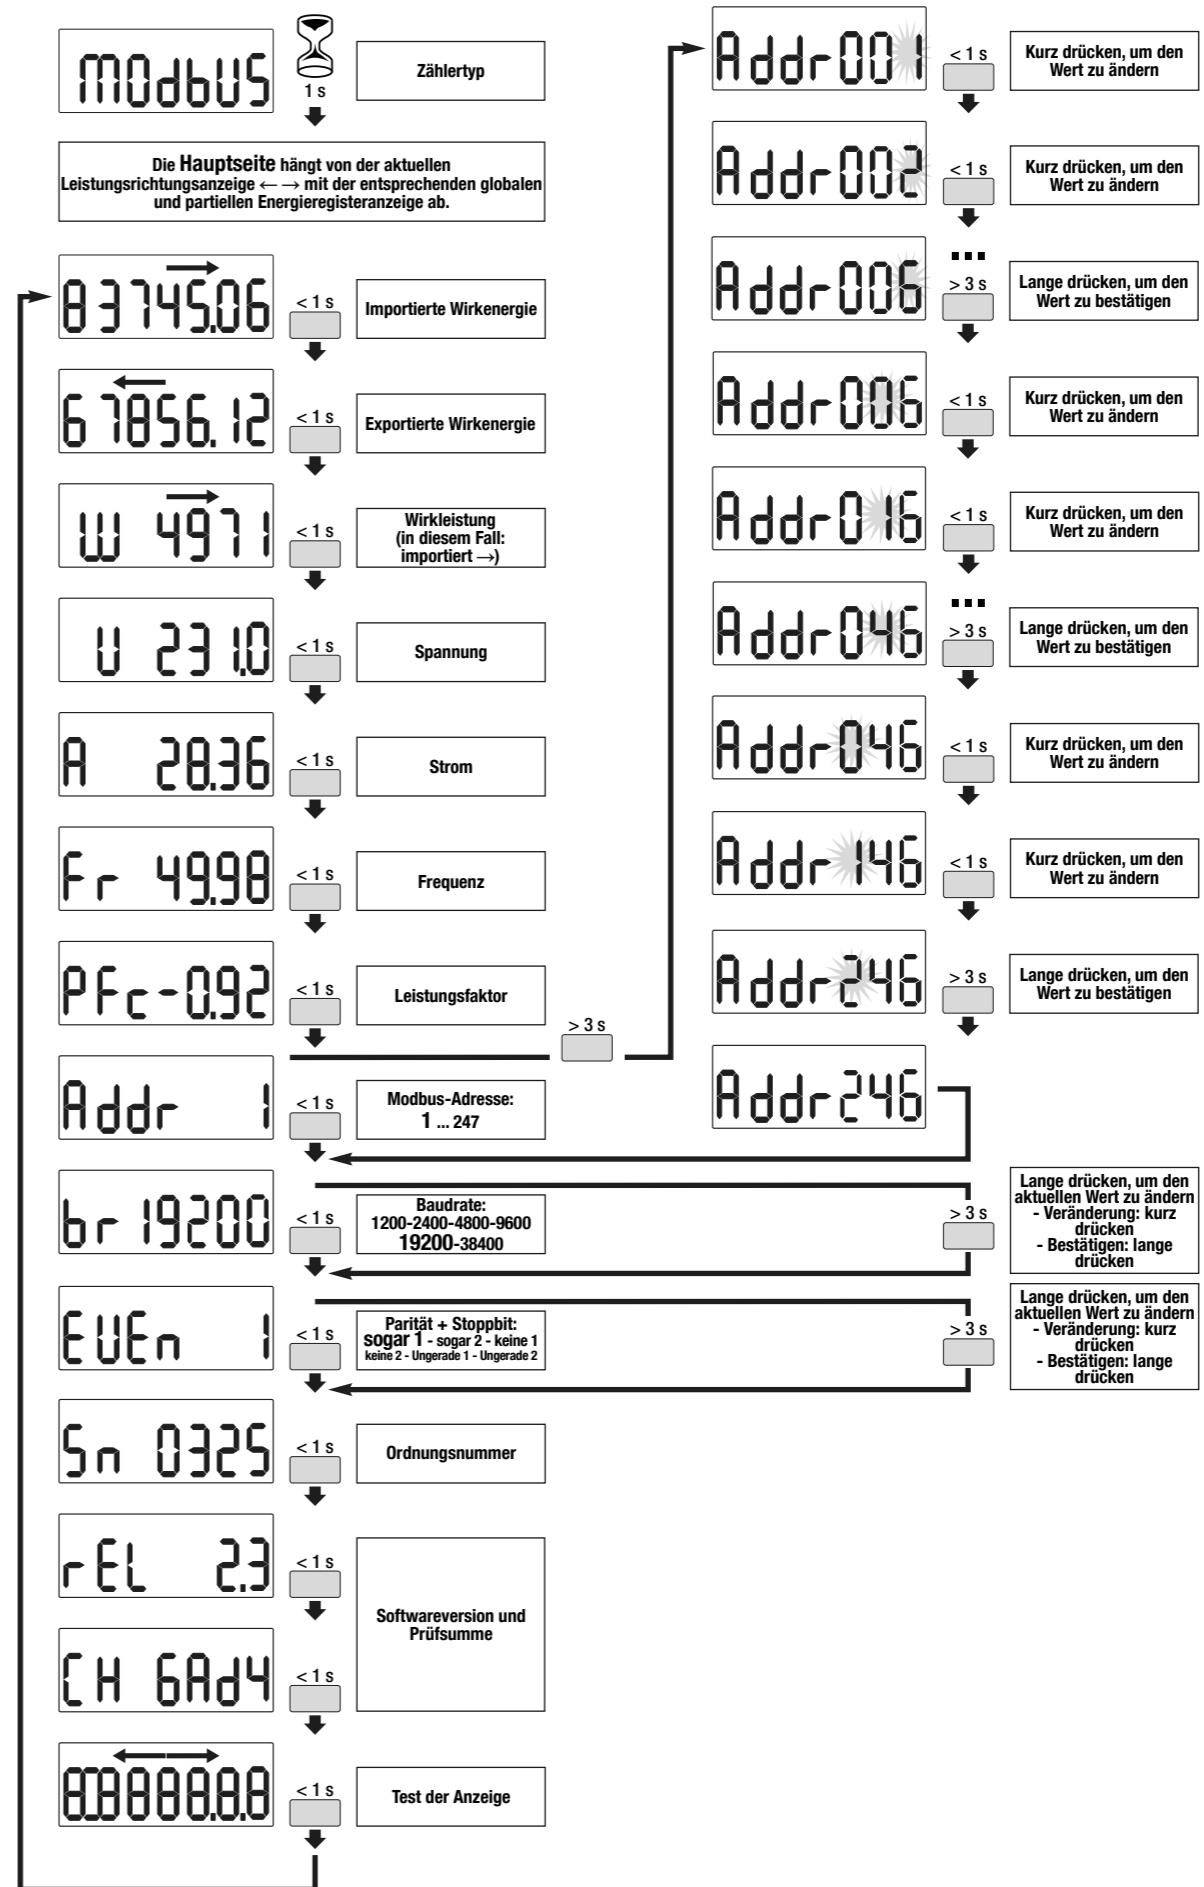 MOdbUS
1 s
Zählertyp
Die Hauptseite hängt von der aktuellen
Leistungsrichtungsanzeige ← → mit der entsprechenden globalen
und partiellen Energieregisteranzeige ab.
83745.06
< 1 s
Importierte Wirkenergie
67856.12
< 1 s
Exportierte Wirkenergie
W 4971
< 1 s
Wirkleistung
(in diesem Fall:
importiert →)
U 231.0
< 1 s
Spannung
A 28.36
< 1 s
Strom
Fr 49.98
< 1 s
Frequenz
PFc-0.92
< 1 s
Leistungsfaktor
> 3 s
Addr 1
< 1 s
Modbus-Adresse:
1 ... 247
br 19200
< 1 s
Baudrate:
1200-2400-4800-9600
19200-38400
> 3 s
Lange drücken, um den
aktuellen Wert zu ändern
- Veränderung: kurz
drücken
- Bestätigen: lange
drücken
EUEn 1
< 1 s
Parität + Stoppbit:
sogar 1 - sogar 2 - keine 1
keine 2 - Ungerade 1 - Ungerade 2
> 3 s
Lange drücken, um den
aktuellen Wert zu ändern
- Veränderung: kurz
drücken
- Bestätigen: lange
drücken
Sn 0325
< 1 s
Ordnungsnummer
rEL 2.3
< 1 s
Softwareversion und
Prüfsumme
CH 6Ad4
< 1 s
8.8.8.8.8.8.8.8
< 1 s
Test der Anzeige
Addr001
< 1 s
Kurz drücken, um den
Wert zu ändern
Addr002
< 1 s
Kurz drücken, um den
Wert zu ändern
Addr006
...
> 3 s
Lange drücken, um den
Wert zu bestätigen
Addr006
< 1 s
Kurz drücken, um den
Wert zu ändern
Addr016
< 1 s
Kurz drücken, um den
Wert zu ändern
Addr046
...
> 3 s
Lange drücken, um den
Wert zu bestätigen
Addr046
< 1 s
Kurz drücken, um den
Wert zu ändern
Addr146
< 1 s
Kurz drücken, um den
Wert zu ändern
Addr246
> 3 s
Lange drücken, um den
Wert zu bestätigen
Addr246